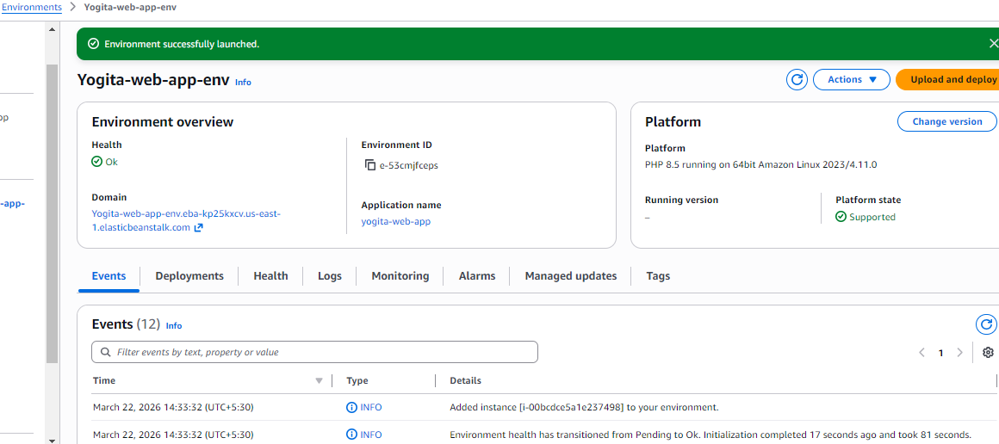 Environments > Yogita-web-app-env
Environment successfully launched.
Yogita-web-app-env Info
Actions
Upload and deploy
Environment overview
Health
Ok
Environment ID
e-53cmjfceps
Domain
Yogita-web-app-env.eba-kp25kxcv.us-east-
1.elasticbeanstalk.com
Application name
yogita-web-app
Platform
Change version
Platform
PHP 8.5 running on 64bit Amazon Linux 2023/4.11.0
Running version
–
Platform state
Supported
-app-
Events
Deployments
Health
Logs
Monitoring
Alarms
Managed updates
Tags
Events (12) Info
Filter events by text, property or value
1
Time
Type
Details
March 22, 2026 14:33:32 (UTC+5:30)
INFO
Added instance [i-00bcdce5a1e237498] to your environment.
March 22, 2026 14:33:32 (UTC+5:30)
INFO
Environment health has transitioned from Pending to Ok. Initialization completed 17 seconds ago and took 81 seconds.